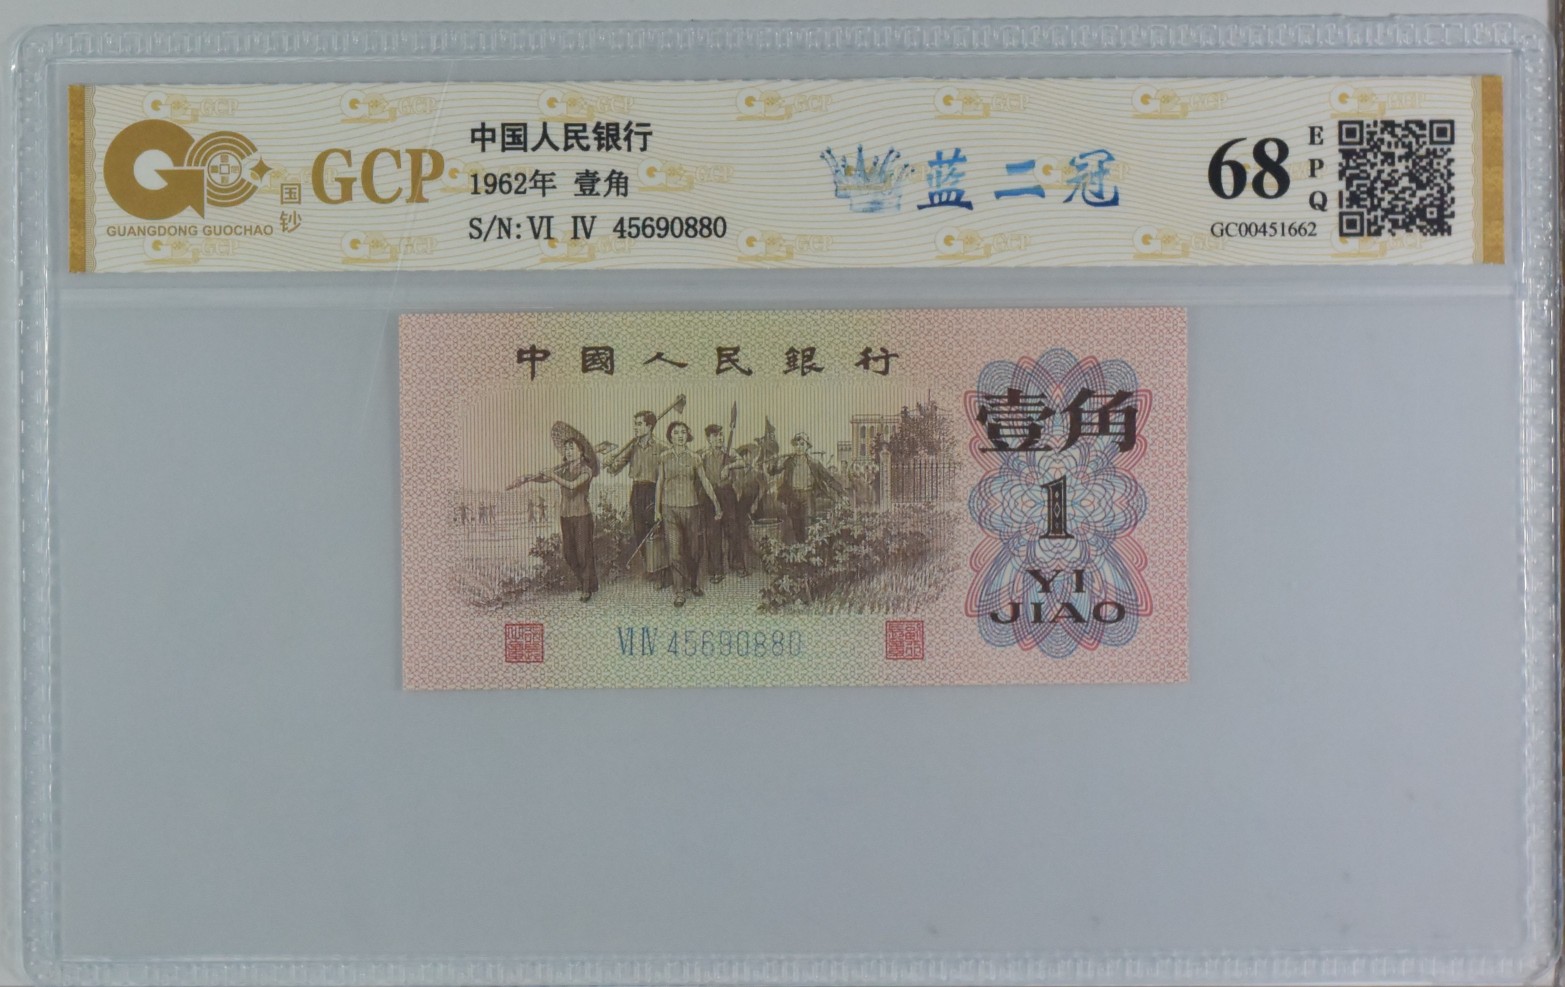 GCP
国钞
GUANGDONG GUOCHAO
中国人民银行
1962年 壹角
S/N: VI IV 45690880
蓝二冠
68
EPQ
GC00451662
中國人民銀行
壹角
1
YI
JIAO
VI IV 45690880